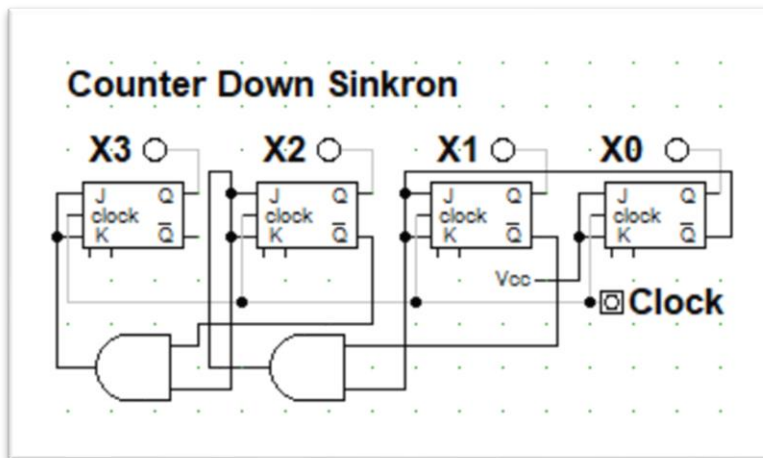 Counter Down Sinkron
X3 X2 X1 X0
J Q J Q J Q J Q
clock clock clock clock
K Q̅ K Q̅ K Q̅ K Q̅
Vcc
Clock